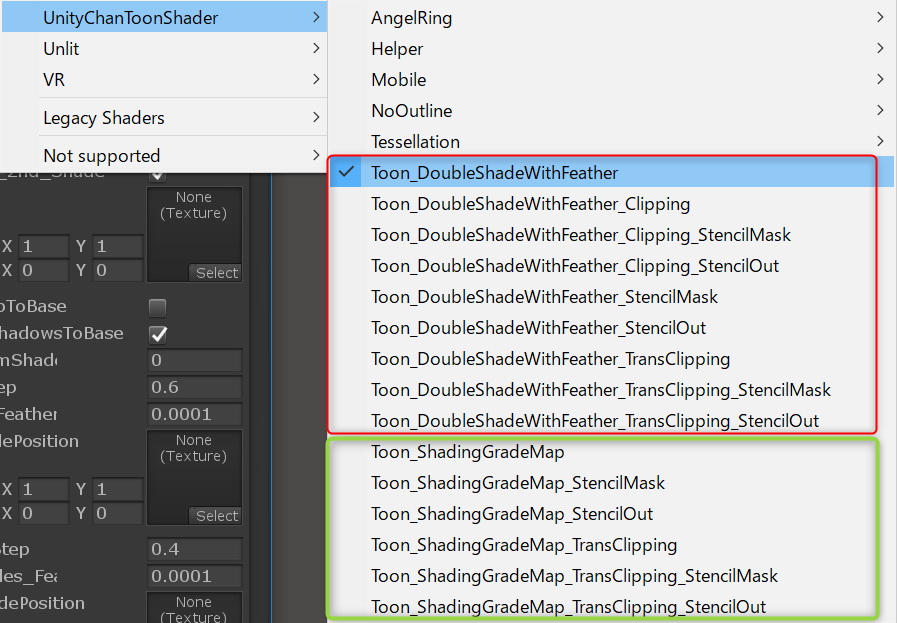 UnityChanToonShader
Unlit
VR
Legacy Shaders
Not supported
AngelRing
Helper
Mobile
NoOutline
Tessellation
Toon_DoubleShadeWithFeather
Toon_DoubleShadeWithFeather_Clipping
Toon_DoubleShadeWithFeather_Clipping_StencilMask
Toon_DoubleShadeWithFeather_Clipping_StencilOut
Toon_DoubleShadeWithFeather_StencilMask
Toon_DoubleShadeWithFeather_StencilOut
Toon_DoubleShadeWithFeather_TransClipping
Toon_DoubleShadeWithFeather_TransClipping_StencilMask
Toon_DoubleShadeWithFeather_TransClipping_StencilOut
Toon_ShadingGradeMap
Toon_ShadingGradeMap_StencilMask
Toon_ShadingGradeMap_StencilOut
Toon_ShadingGradeMap_TransClipping
Toon_ShadingGradeMap_TransClipping_StencilMask
Toon_ShadingGradeMap_TransClipping_StencilOut
_2nd_Shade
None
(Texture)
X 1 Y 1
X 0 Y 0
Select
oToBase
hadowsToBase
mShad
0
ep
0.6
Feather
0.0001
lePosition
None
(Texture)
X 1 Y 1
X 0 Y 0
Select
Step
0.4
les_Fea
0.0001
dePosition
None
(Texture)